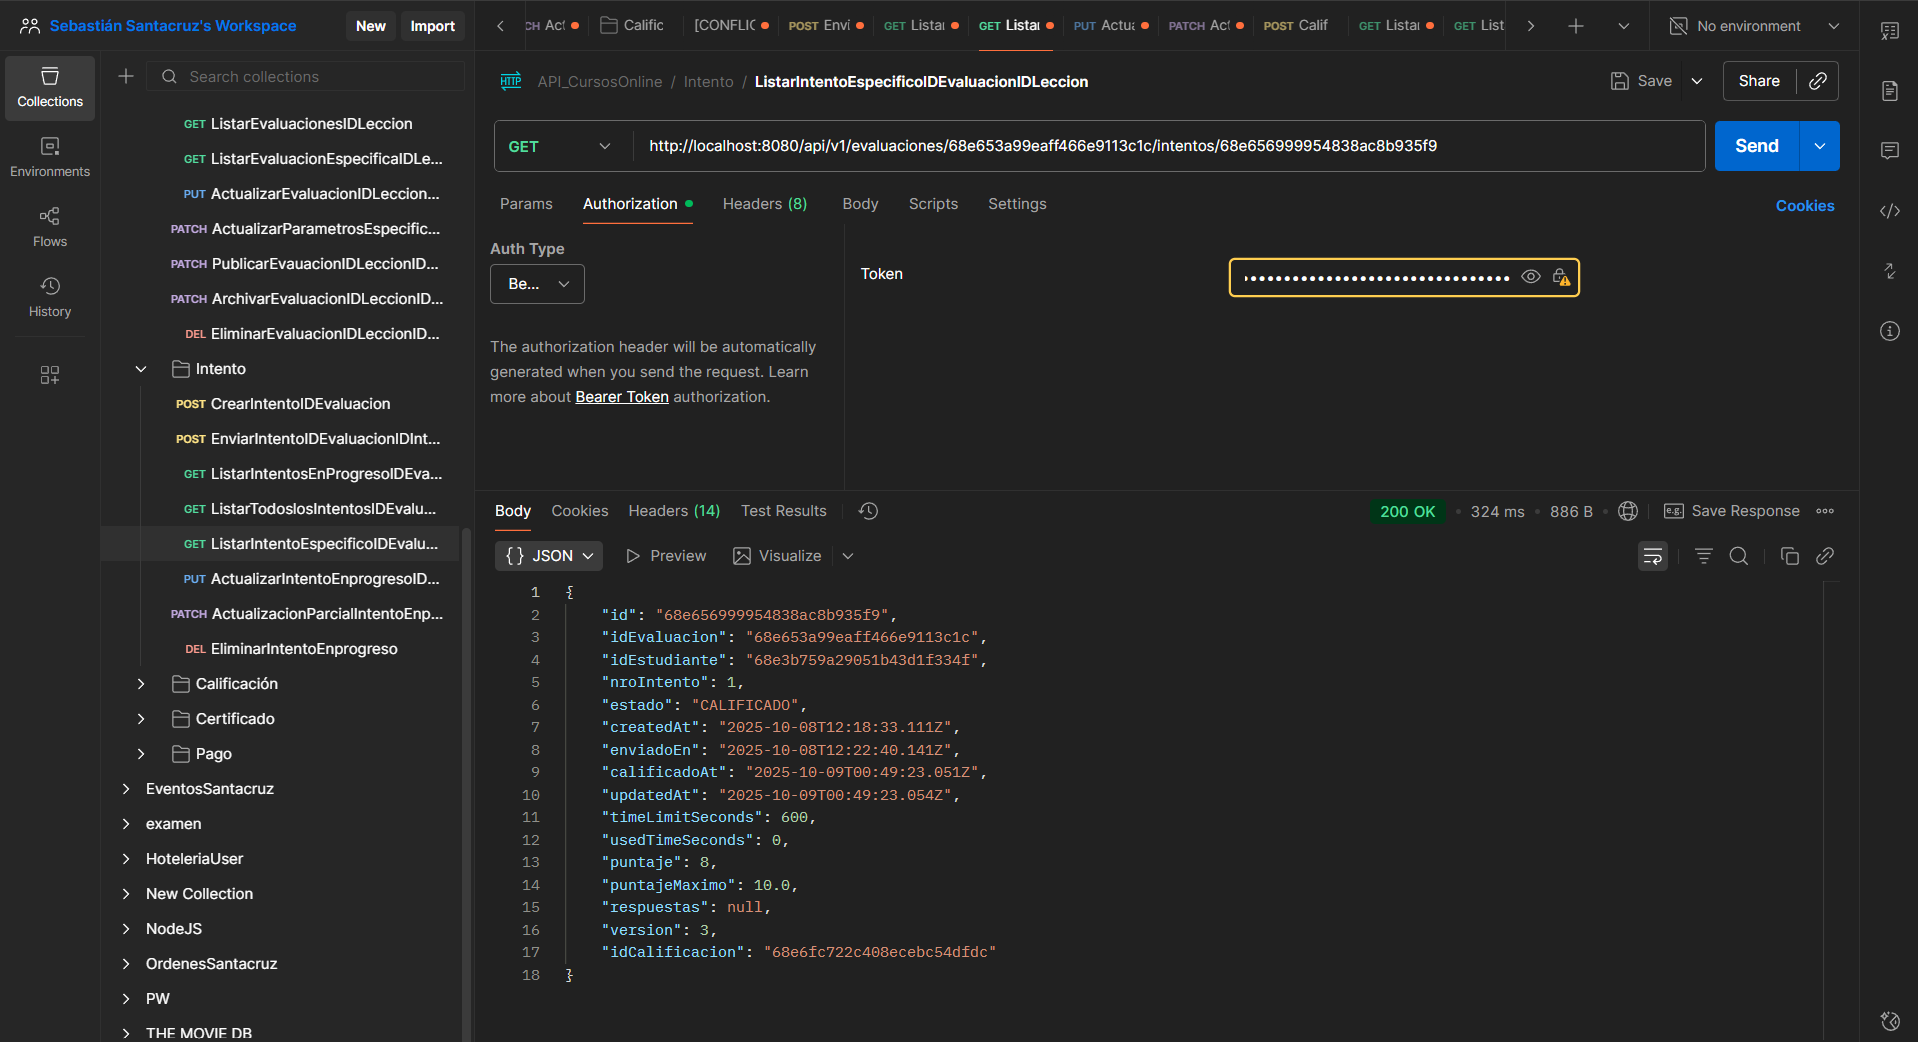 Sebastián Santacruz's Workspace
New
Import
CH Act
Calific
[CONFLIC
POST Envi
GET Listar
GET Listar
PUT Actua
PATCH Act
POST Calif
GET Listar
GET List
No environment
Collections
Environments
Flows
History
Search collections
GET ListarEvaluacionesIDLeccion
GET ListarEvaluacionEspecificaIDLe...
PUT ActualizarEvaluacionIDLeccion...
PATCH ActualizarParametrosEspecific...
PATCH PublicarEvauacionIDLeccionID...
PATCH ArchivarEvaluacionIDLeccionID...
DEL EliminarEvaluacionIDLeccionID...
Intento
POST CrearIntentoIDEvaluacion
POST EnviarIntentoIDEvaluacionIDInt...
GET ListarIntentosEnProgresoIDEva...
GET ListarTodoslosIntentosIDEvalu...
GET ListarIntentoEspecificoIDEvalu...
PUT ActualizarIntentoEnprogresoID...
PATCH ActualizacionParcialIntentoEnp...
DEL EliminarIntentoEnprogreso
Calificación
Certificado
Pago
EventosSantacruz
examen
HoteleriaUser
New Collection
NodeJS
OrdenesSantacruz
PW
THE MOVIE DB
HTTP API_CursosOnline / Intento / ListarIntentoEspecificoIDEvaluacionIDLeccion
Save
Share
GET http://localhost:8080/api/v1/evaluaciones/68e653a99eaff466e9113c1c/intentos/68e656999954838ac8b935f9
Send
Params Authorization Headers (8) Body Scripts Settings
Cookies
Auth Type
Be...
The authorization header will be automatically
generated when you send the request. Learn
more about Bearer Token authorization.
Token
Body Cookies Headers (14) Test Results
200 OK • 324 ms • 886 B •
e.g. Save Response
{} JSON Preview Visualize
1 {
2 "id": "68e656999954838ac8b935f9",
3 "idEvaluacion": "68e653a99eaff466e9113c1c",
4 "idEstudiante": "68e3b759a29051b43d1f334f",
5 "nroIntento": 1,
6 "estado": "CALIFICADO",
7 "createdAt": "2025-10-08T12:18:33.111Z",
8 "enviadoEn": "2025-10-08T12:22:40.141Z",
9 "calificadoAt": "2025-10-09T00:49:23.051Z",
10 "updatedAt": "2025-10-09T00:49:23.054Z",
11 "timeLimitSeconds": 600,
12 "usedTimeSeconds": 0,
13 "puntaje": 8,
14 "puntajeMaximo": 10.0,
15 "respuestas": null,
16 "version": 3,
17 "idCalificacion": "68e6fc722c408ecebc54dfdc"
18 }